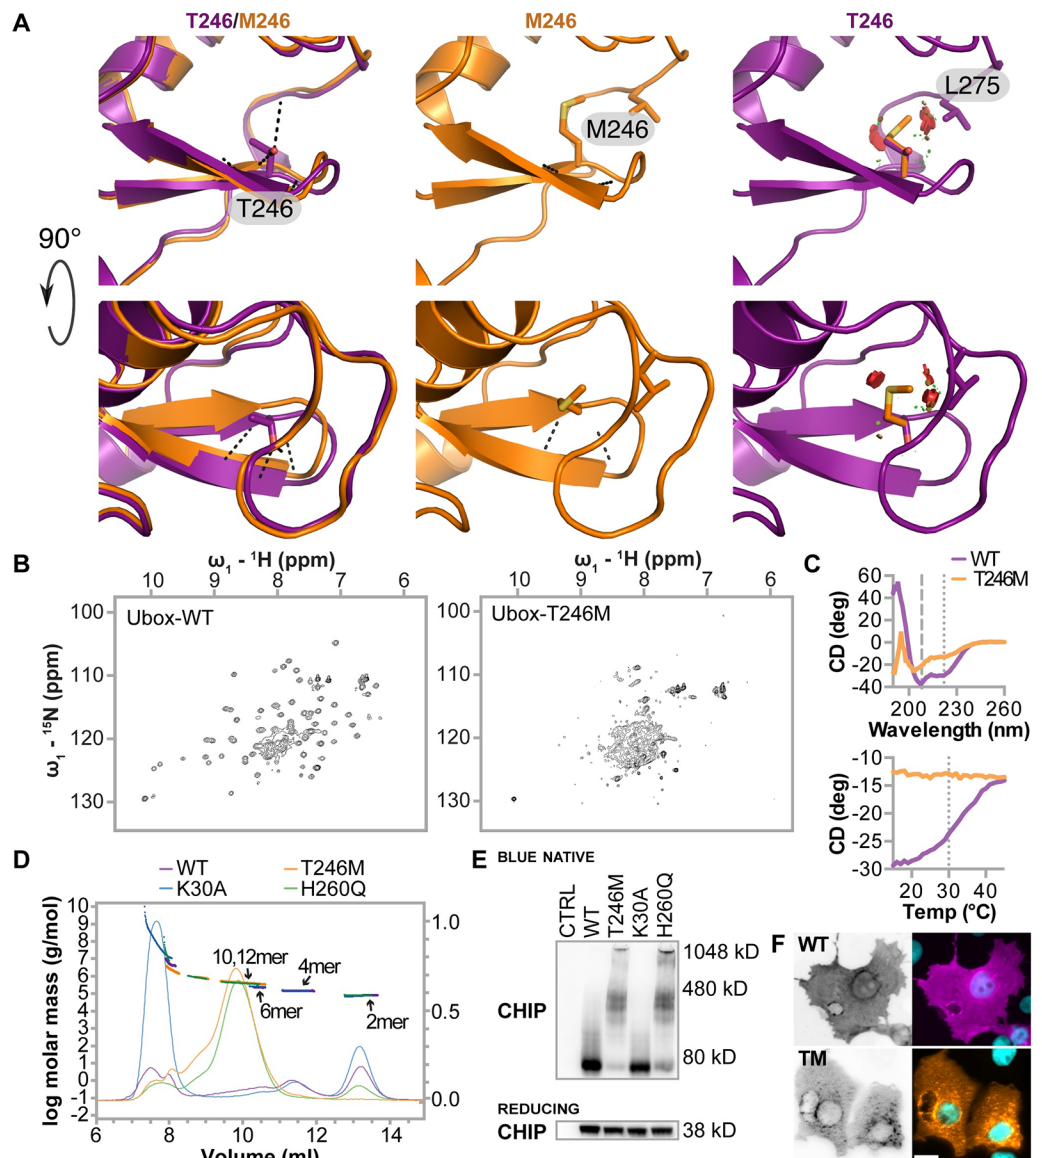 A
T246/M246
M246
T246
L275
M246
T246
90°
B
ω1 - 1H (ppm)
ω1 - 1H (ppm)
10 9 8 7 6
10 9 8 7 6
ω1 - 15N (ppm)
100
110
120
130
Ubox-WT
100
110
120
130
Ubox-T246M
C
WT
T246M
CD (deg)
60
40
20
0
-20
-40
200 230 260
Wavelength (nm)
CD (deg)
-10
-15
-20
-25
-30
20 30 40
Temp (°C)
D
WT
T246M
K30A
H260Q
log molar mass (g/mol)
10
9
8
7
6
5
4
3
2
1
0
-1
-2
1.0
0.5
0.0
10,12mer
4mer
6mer
2mer
6 8 10 12 14
Volume (ml)
E
BLUE NATIVE
CTRL
WT
T246M
K30A
H260Q
CHIP
1048 kD
480 kD
80 kD
REDUCING
CHIP
38 kD
F
WT
TM